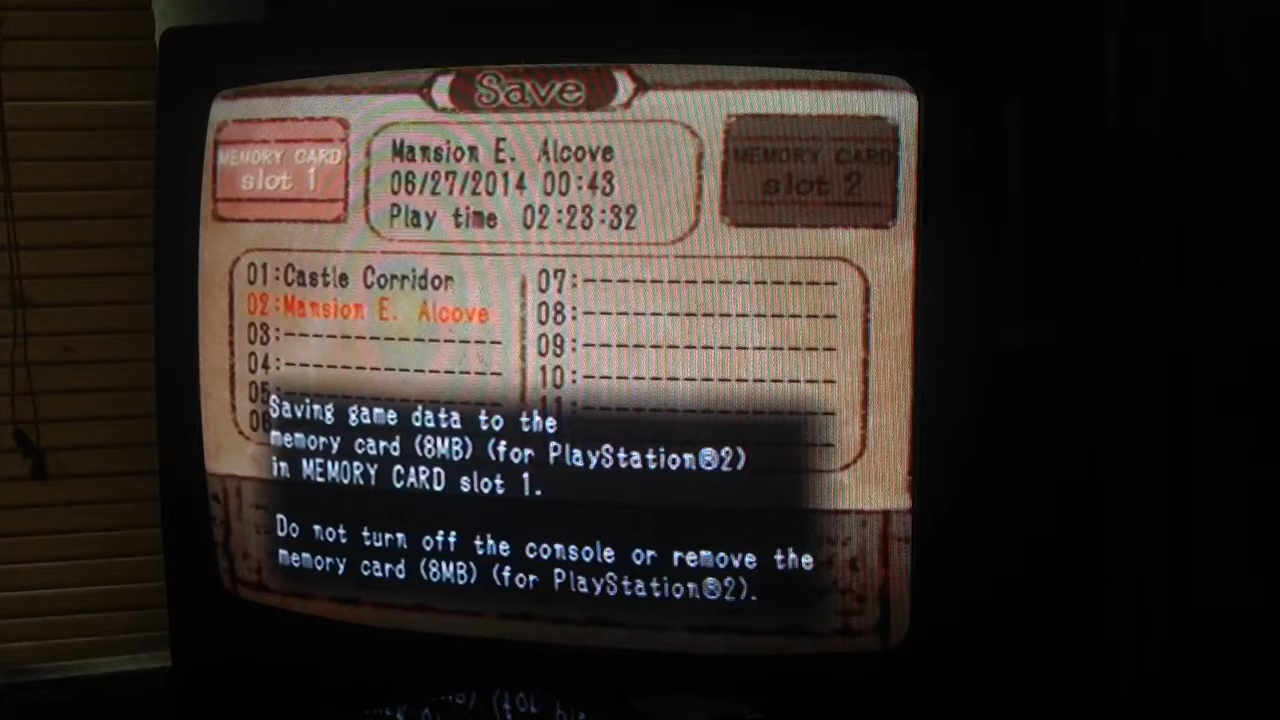 Save
MEMORY CARD
slot 1
Mansion E. Alcove
06/27/2014 00:43
Play time 02:23:32
MEMORY CARD
slot 2
01:Castle Corridor
02:Mansion E. Alcove
03:--------------
04:--------------
05:
06
07:----------------
08:----------------
09:----------------
10:----------------
11:
Saving game data to the
memory card (8MB) (for PlayStation®2)
in MEMORY CARD slot 1.
Do not turn off the console or remove the
memory card (8MB) (for PlayStation®2).